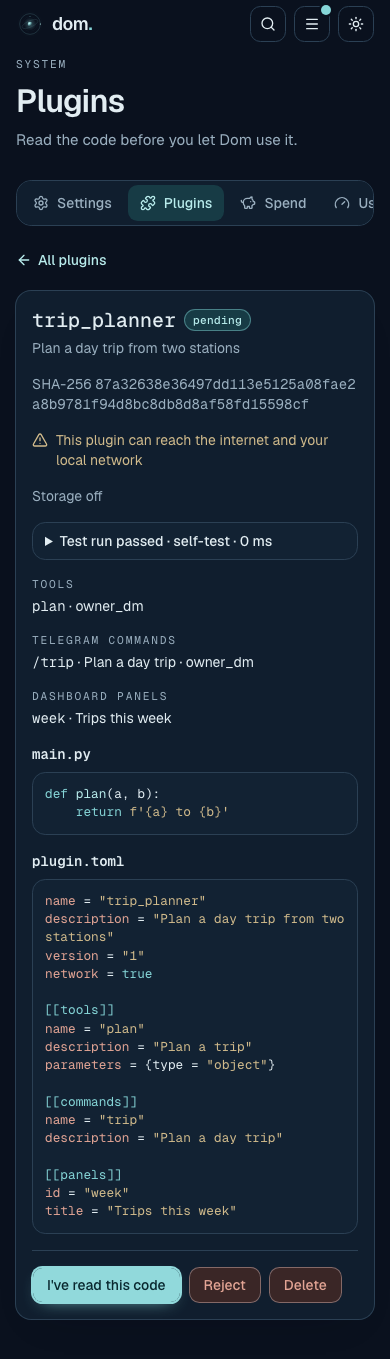 dom.
SYSTEM
Plugins
Read the code before you let Dom use it.
Settings
Plugins
Spend
Us
All plugins
trip_planner pending
Plan a day trip from two stations
SHA-256 87a32638e36497dd113e5125a08fae2
a8b9781f94d8bc8db8d8af58fd15598cf
This plugin can reach the internet and your
local network
Storage off
Test run passed · self-test · 0 ms
TOOLS
plan · owner_dm
TELEGRAM COMMANDS
/trip · Plan a day trip · owner_dm
DASHBOARD PANELS
week · Trips this week
main.py
def plan(a, b):
    return f'{a} to {b}'
plugin.toml
name = "trip_planner"
description = "Plan a day trip from two
stations"
version = "1"
network = true
[[tools]]
name = "plan"
description = "Plan a trip"
parameters = {type = "object"}
[[commands]]
name = "trip"
description = "Plan a day trip"
[[panels]]
id = "week"
title = "Trips this week"
I've read this code
Reject
Delete